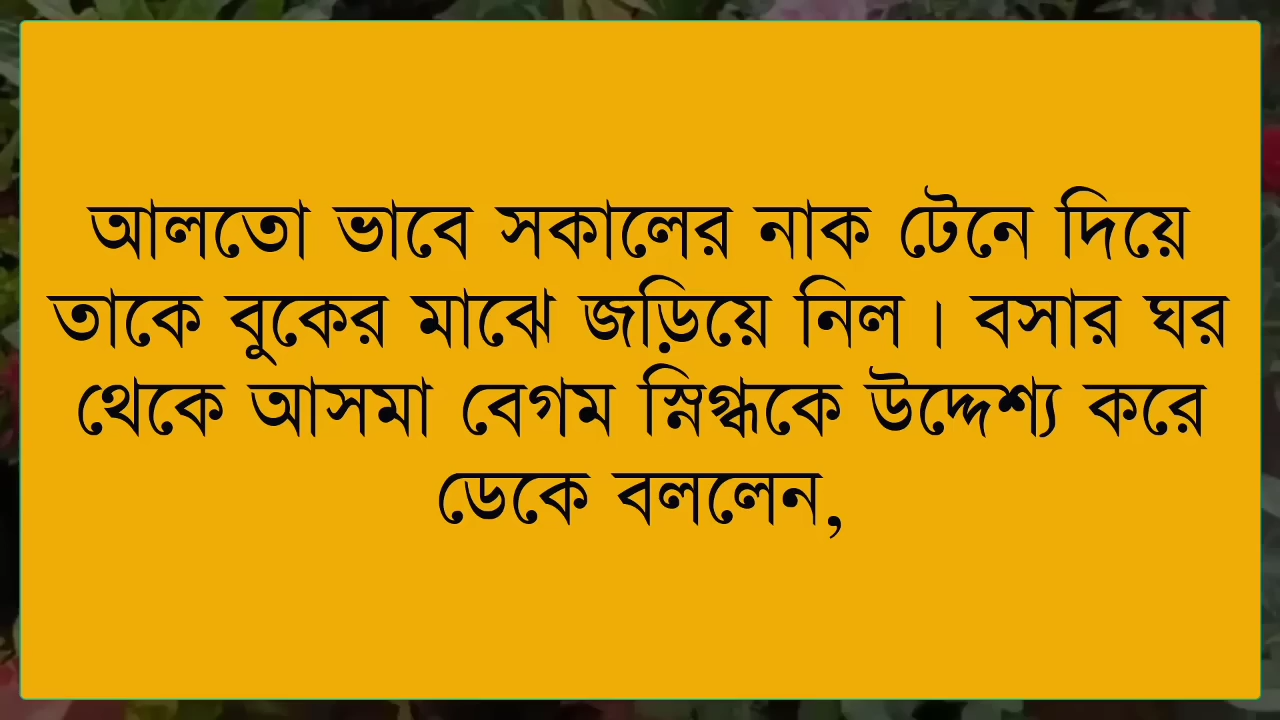 আলতো ভাবে সকালের নাক টেনে দিয়ে
তাকে বুকের মাঝে জড়িয়ে নিল। বসার ঘর
থেকে আসমা বেগম স্নিগ্ধকে উদ্দেশ্য করে
ডেকে বললেন,